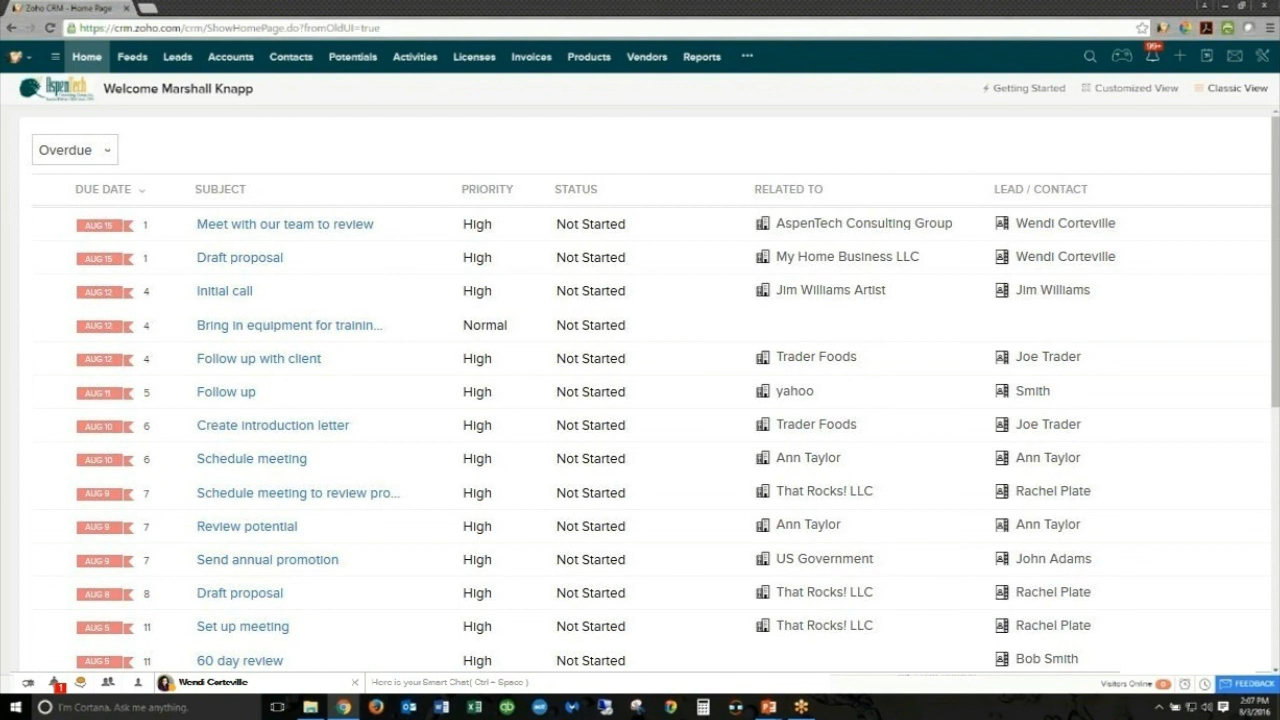 Zoho CRM - Home Page
https://crm.zoho.com/crm/ShowHomePage.do?fromOldUI=true
Home Feeds Leads Accounts Contacts Potentials Activities Licenses Invoices Products Vendors Reports ••• 99+
AspenTech Welcome Marshall Knapp Getting Started Customized View Classic View
Overdue
DUE DATE SUBJECT PRIORITY STATUS RELATED TO LEAD / CONTACT
AUG 15 1 Meet with our team to review High Not Started AspenTech Consulting Group Wendi Corteville
AUG 15 1 Draft proposal High Not Started My Home Business LLC Wendi Corteville
AUG 12 4 Initial call High Not Started Jim Williams Artist Jim Williams
AUG 12 4 Bring in equipment for trainin... Normal Not Started
AUG 12 4 Follow up with client High Not Started Trader Foods Joe Trader
AUG 11 5 Follow up High Not Started yahoo Smith
AUG 10 6 Create introduction letter High Not Started Trader Foods Joe Trader
AUG 10 6 Schedule meeting High Not Started Ann Taylor Ann Taylor
AUG 9 7 Schedule meeting to review pro... High Not Started That Rocks! LLC Rachel Plate
AUG 9 7 Review potential High Not Started Ann Taylor Ann Taylor
AUG 9 7 Send annual promotion High Not Started US Government John Adams
AUG 8 8 Draft proposal High Not Started That Rocks! LLC Rachel Plate
AUG 5 11 Set up meeting High Not Started That Rocks! LLC Rachel Plate
AUG 5 11 60 day review High Not Started Bob Smith
1 Wendi Corteville Here is your Smart Chat( Ctrl + Space ) Visitors Online 0 FEEDBACK
I'm Cortana. Ask me anything. 2:07 PM
8/3/2016